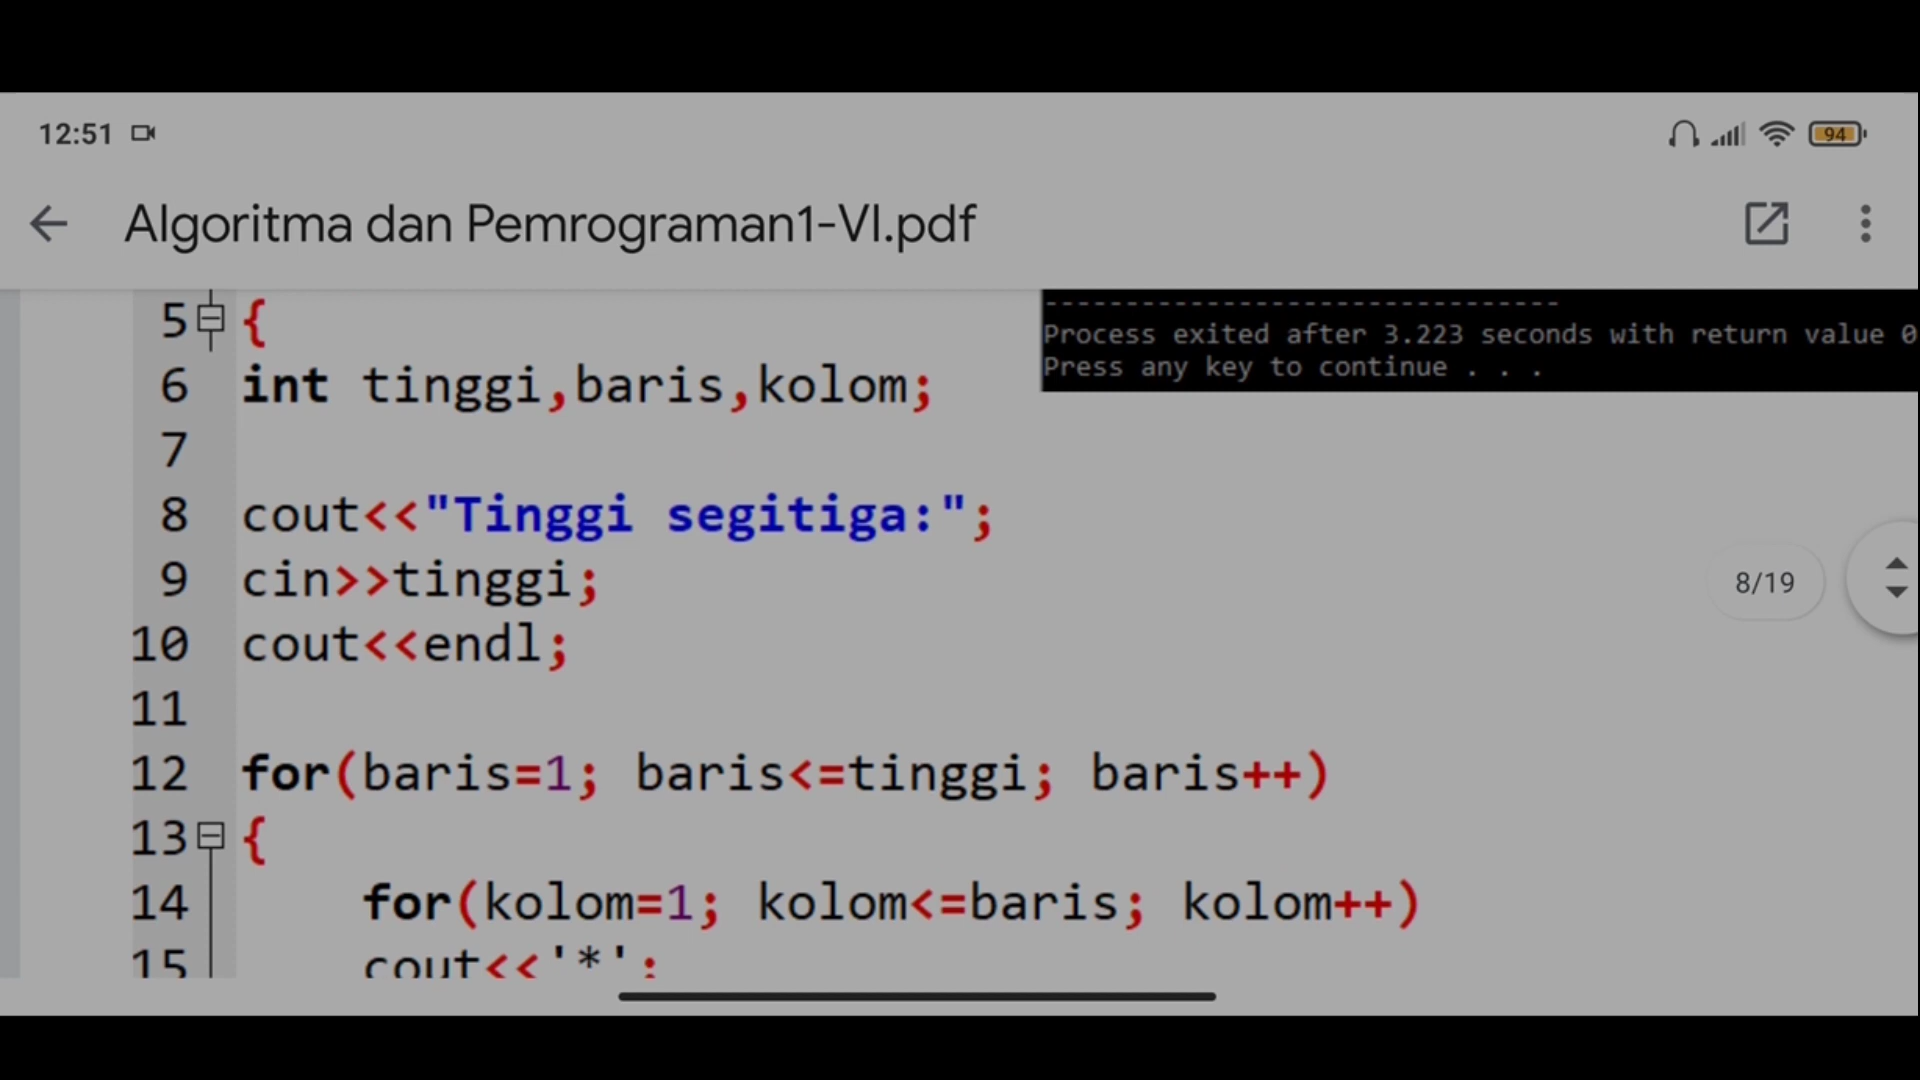 12:51
94
Algoritma dan Pemrograman1-VI.pdf
--------------------------------
Process exited after 3.223 seconds with return value 0
Press any key to continue . . .
5 {
6 int tinggi,baris,kolom;
7
8 cout<<"Tinggi segitiga:";
9 cin>>tinggi;
10 cout<<endl;
11
12 for(baris=1; baris<=tinggi; baris++)
13 {
14 for(kolom=1; kolom<=baris; kolom++)
15 cout<<'*';
8/19